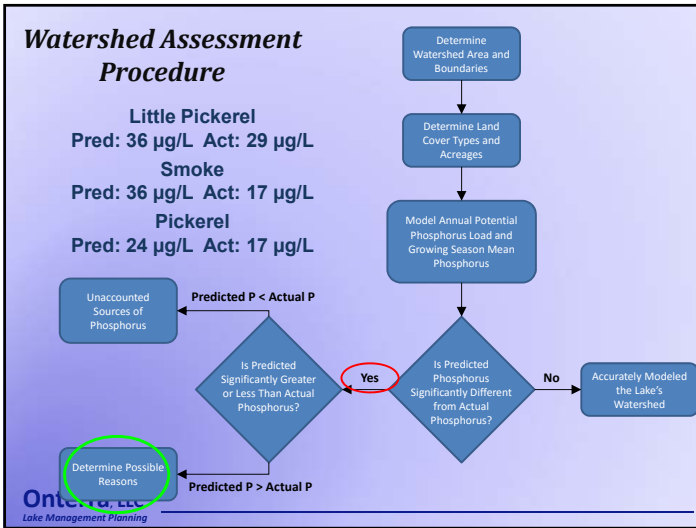 Watershed Assessment
Procedure
Little Pickerel
Pred: 36 µg/L Act: 29 µg/L
Smoke
Pred: 36 µg/L Act: 17 µg/L
Pickerel
Pred: 24 µg/L Act: 17 µg/L
Determine
Watershed Area and
Boundaries
Determine Land
Cover Types and
Acreages
Model Annual Potential
Phosphorus Load and
Growing Season Mean
Phosphorus
Is Predicted
Phosphorus
Significantly Different
from Actual
Phosphorus?
No
Accurately Modeled
the Lake's
Watershed
Yes
Is Predicted
Significantly Greater
or Less Than Actual
Phosphorus?
Predicted P < Actual P
Unaccounted
Sources of
Phosphorus
Predicted P > Actual P
Determine Possible
Reasons
Onterra, LLC
Lake Management Planning